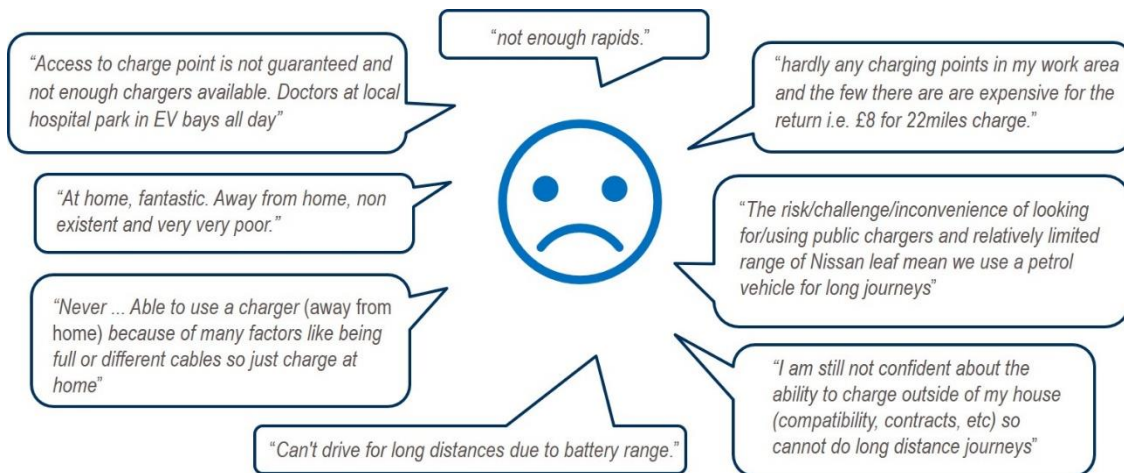 “not enough rapids.”
“Access to charge point is not guaranteed and
not enough chargers available. Doctors at local
hospital park in EV bays all day”
“hardly any charging points in my work area
and the few there are are expensive for the
return i.e. £8 for 22miles charge.”
“At home, fantastic. Away from home, non
existent and very very poor.”
“The risk/challenge/inconvenience of looking
for/using public chargers and relatively limited
range of Nissan leaf mean we use a petrol
vehicle for long journeys”
“Never ... Able to use a charger (away from
home) because of many factors like being
full or different cables so just charge at
home”
“I am still not confident about the
ability to charge outside of my house
(compatibility, contracts, etc) so
cannot do long distance journeys”
“Can't drive for long distances due to battery range.”